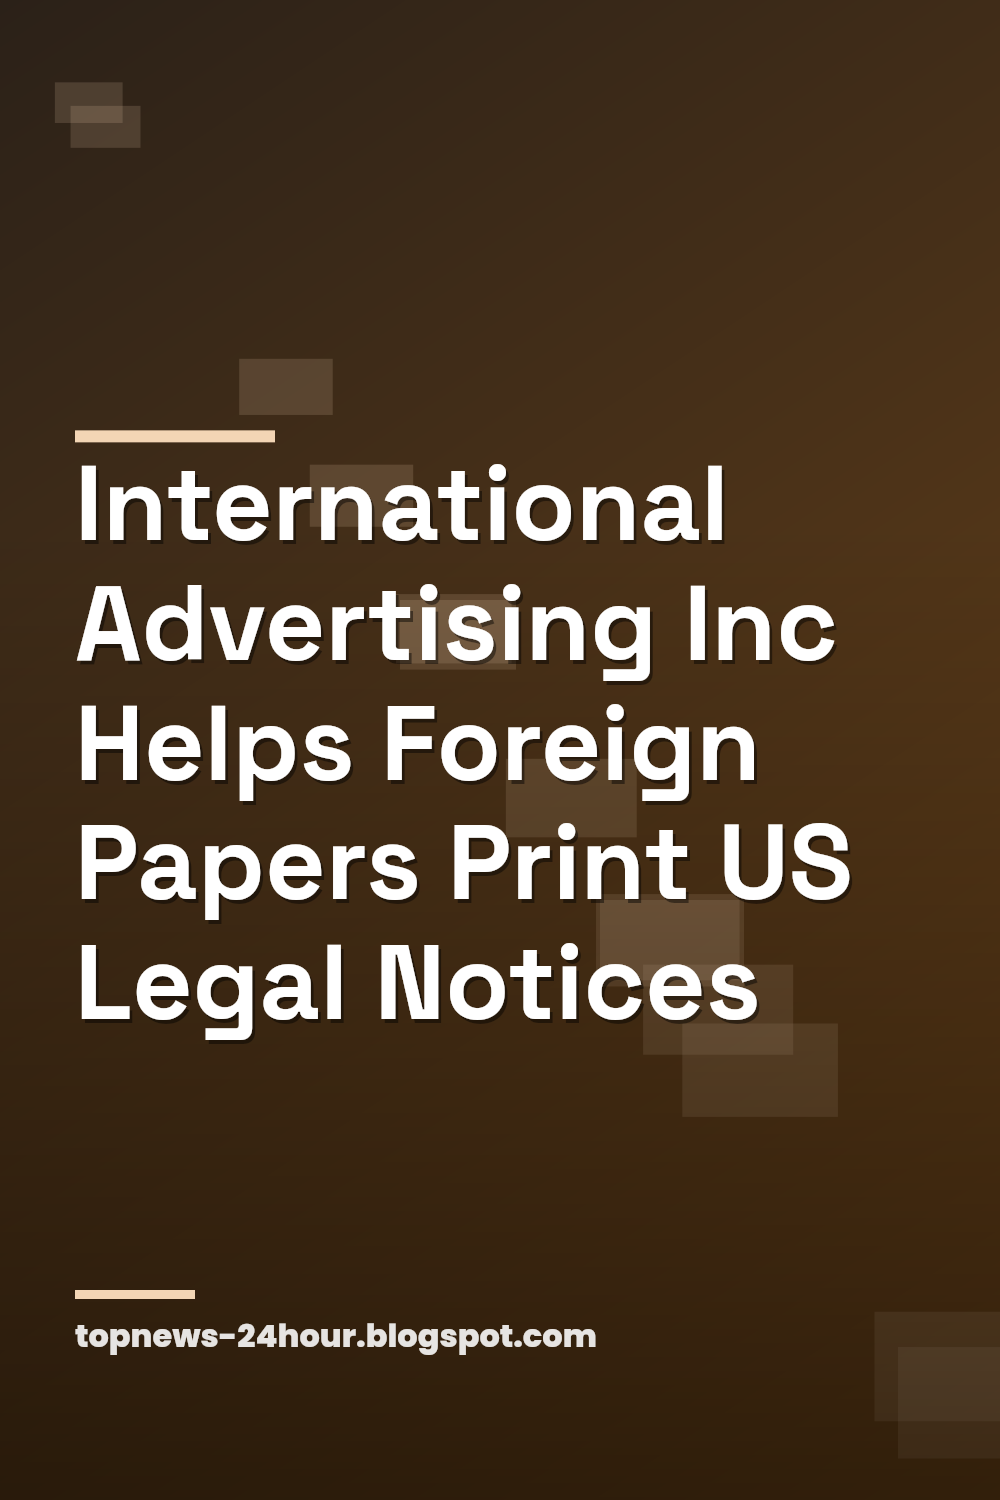 International
Advertising Inc
Helps Foreign
Papers Print US
Legal Notices
topnews-24hour.blogspot.com